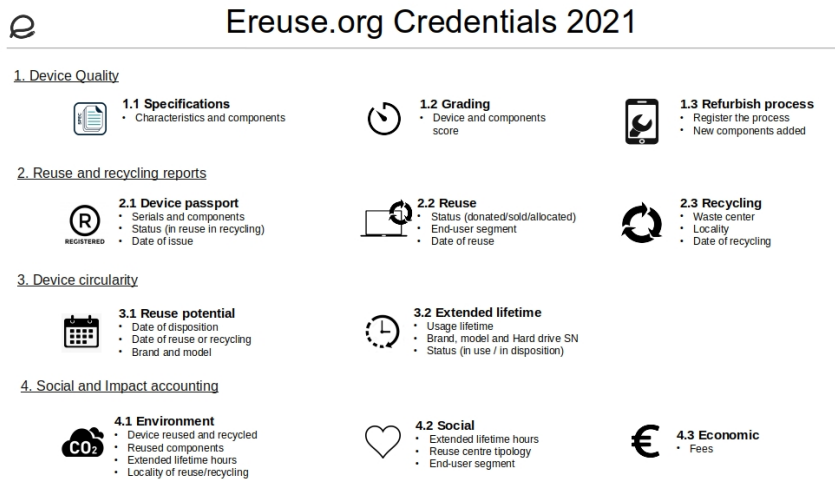 Ereuse.org Credentials 2021
1. Device Quality
SPEC
1.1 Specifications
• Characteristics and components
1.2 Grading
• Device and components
score
1.3 Refurbish process
• Register the process
• New components added
2. Reuse and recycling reports
R
REGISTERED
2.1 Device passport
• Serials and components
• Status (in reuse in recycling)
• Date of issue
2.2 Reuse
• Status (donated/sold/allocated)
• End-user segment
• Date of reuse
2.3 Recycling
• Waste center
• Locality
• Date of recycling
3. Device circularity
3.1 Reuse potential
• Date of disposition
• Date of reuse or recycling
• Brand and model
3.2 Extended lifetime
• Usage lifetime
• Brand, model and Hard drive SN
• Status (in use / in disposition)
4. Social and Impact accounting
CO2
4.1 Environment
• Device reused and recycled
• Reused components
• Extended lifetime hours
• Locality of reuse/recycling
4.2 Social
• Extended lifetime hours
• Reuse centre tipology
• End-user segment
€
4.3 Economic
• Fees